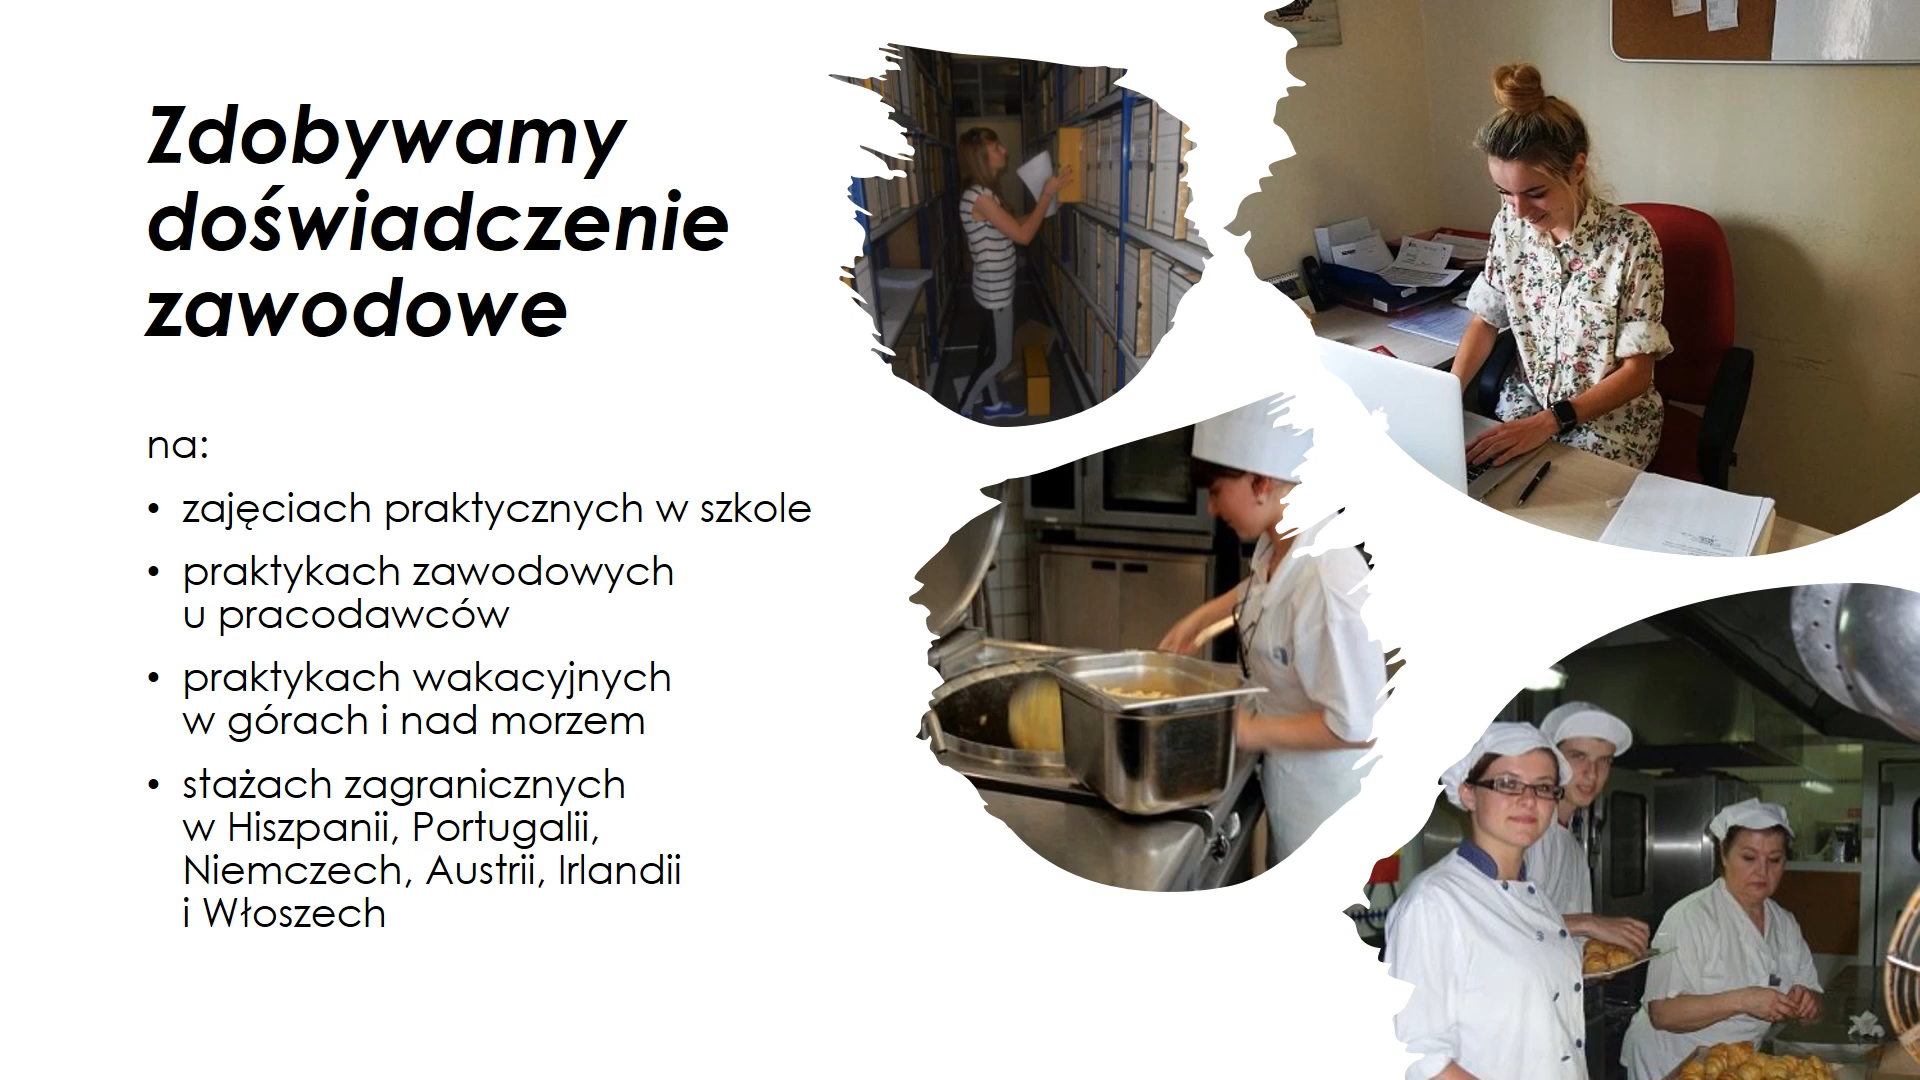 Zdobywamy
doświadczenie
zawodowe
na:
• zajęciach praktycznych w szkole
• praktykach zawodowych
u pracodawców
• praktykach wakacyjnych
w górach i nad morzem
• stażach zagranicznych
w Hiszpanii, Portugalii,
Niemczech, Austrii, Irlandii
i Włoszech